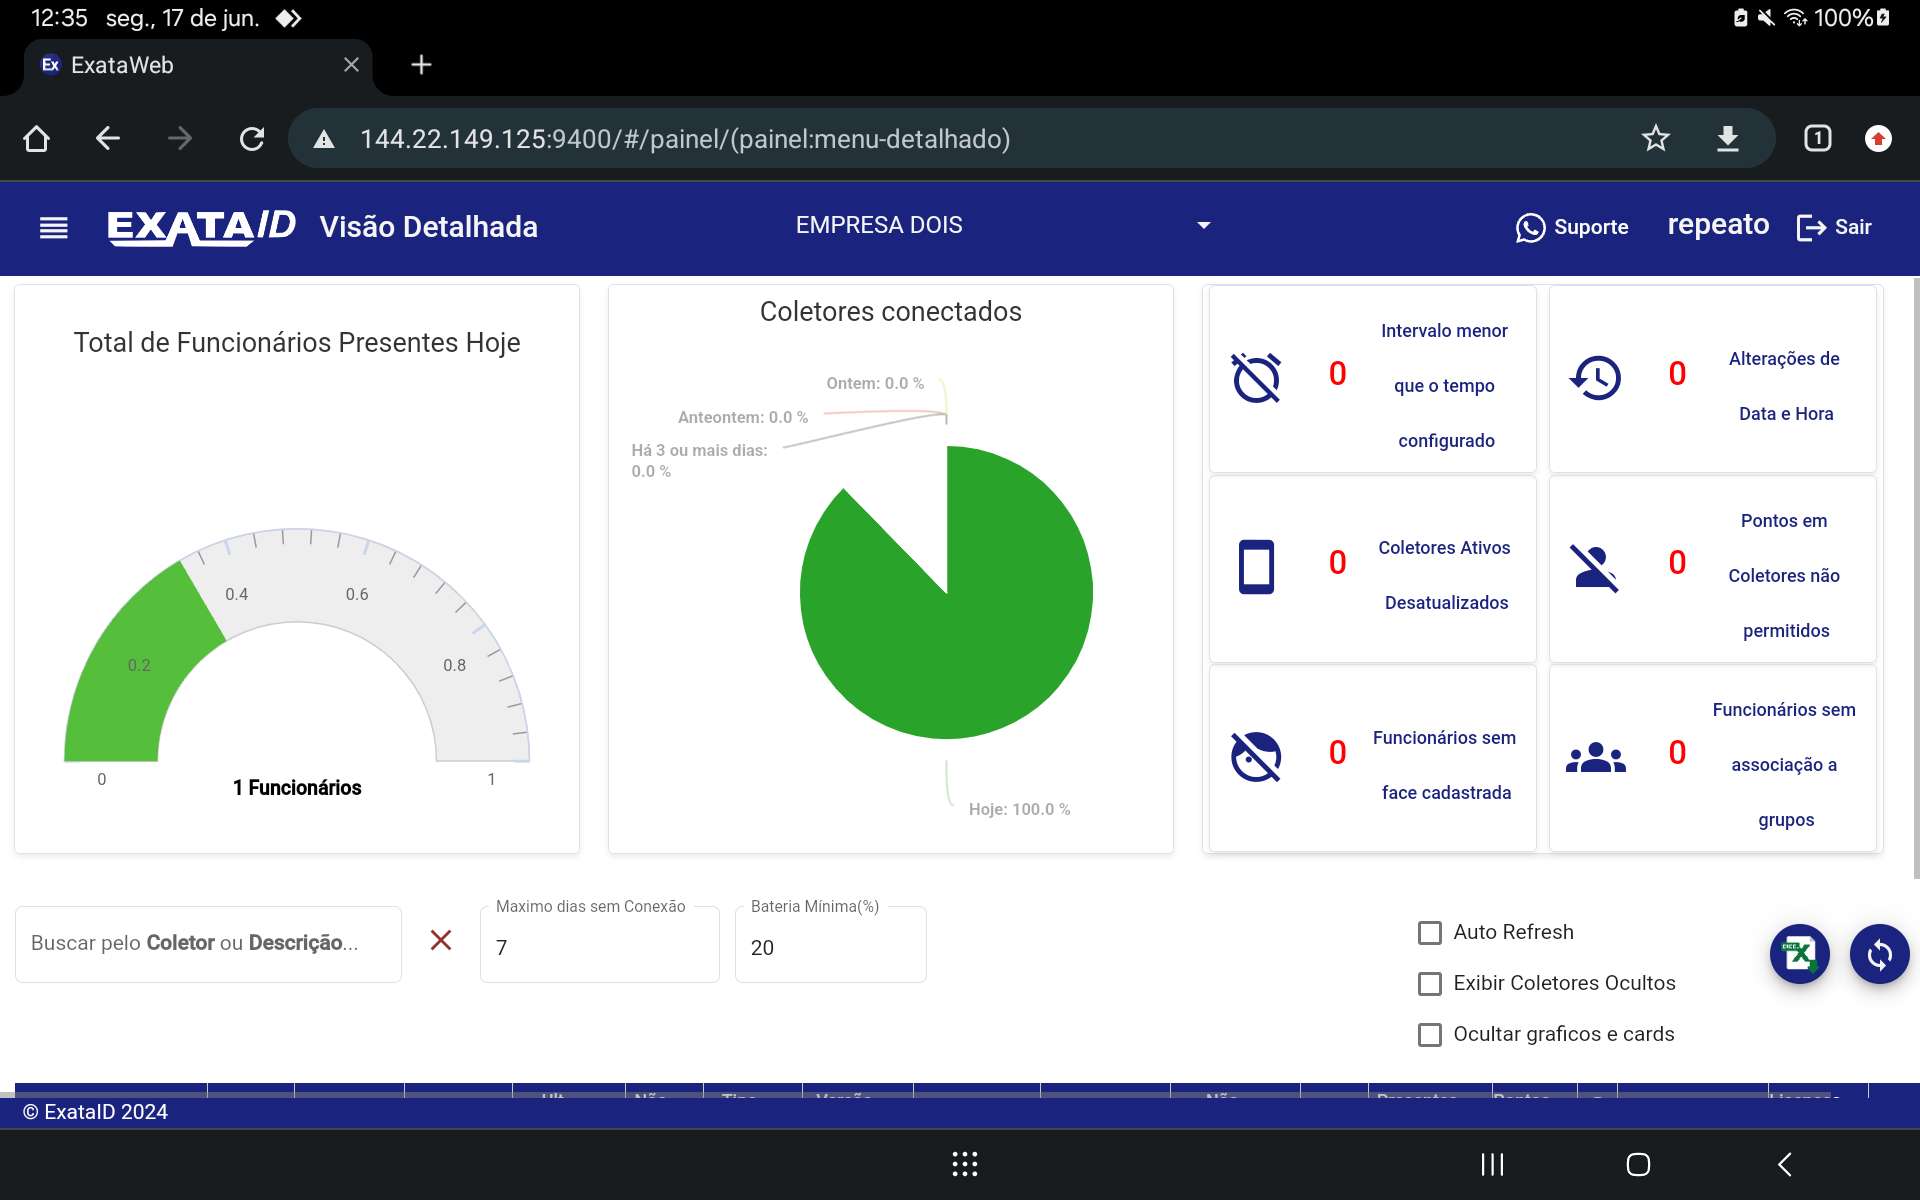 12:35 seg., 17 de jun. 100%
Ex ExataWeb
144.22.149.125:9400/#/painel/(painel:menu-detalhado) 1
EXATAID Visão Detalhada EMPRESA DOIS Suporte repeato Sair
Total de Funcionários Presentes Hoje
0.2
0.4
0.6
0.8
0
1
1 Funcionários
Coletores conectados
Ontem: 0.0 %
Anteontem: 0.0 %
Há 3 ou mais dias:
0.0 %
Hoje: 100.0 %
0
Intervalo menor
que o tempo
configurado
0
Alterações de
Data e Hora
0
Coletores Ativos
Desatualizados
0
Pontos em
Coletores não
permitidos
0
Funcionários sem
face cadastrada
0
Funcionários sem
associação a
grupos
Buscar pelo Coletor ou Descrição...
Maximo dias sem Conexão
7
Bateria Mínima(%)
20
Auto Refresh
Exibir Coletores Ocultos
Ocultar graficos e cards
© ExataID 2024